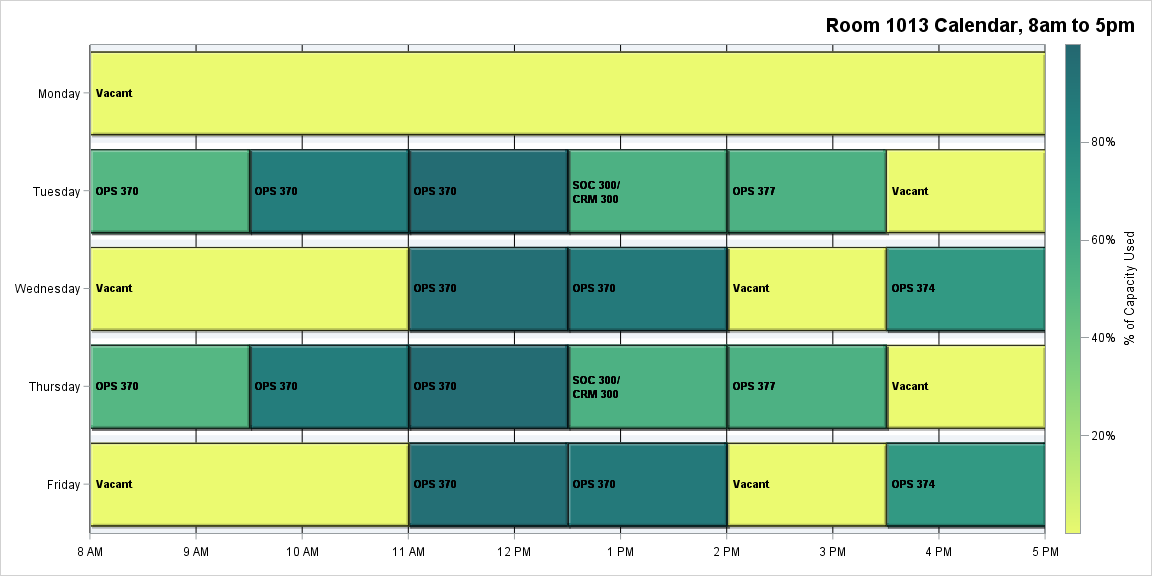 Room 1013 Calendar, 8am to 5pm
Monday
Vacant
Tuesday
OPS 370
OPS 370
OPS 370
SOC 300/
CRM 300
OPS 377
Vacant
Wednesday
Vacant
OPS 370
OPS 370
Vacant
OPS 374
Thursday
OPS 370
OPS 370
OPS 370
SOC 300/
CRM 300
OPS 377
Vacant
Friday
Vacant
OPS 370
OPS 370
Vacant
OPS 374
8 AM
9 AM
10 AM
11 AM
12 PM
1 PM
2 PM
3 PM
4 PM
5 PM
80%
60%
40%
20%
% of Capacity Used